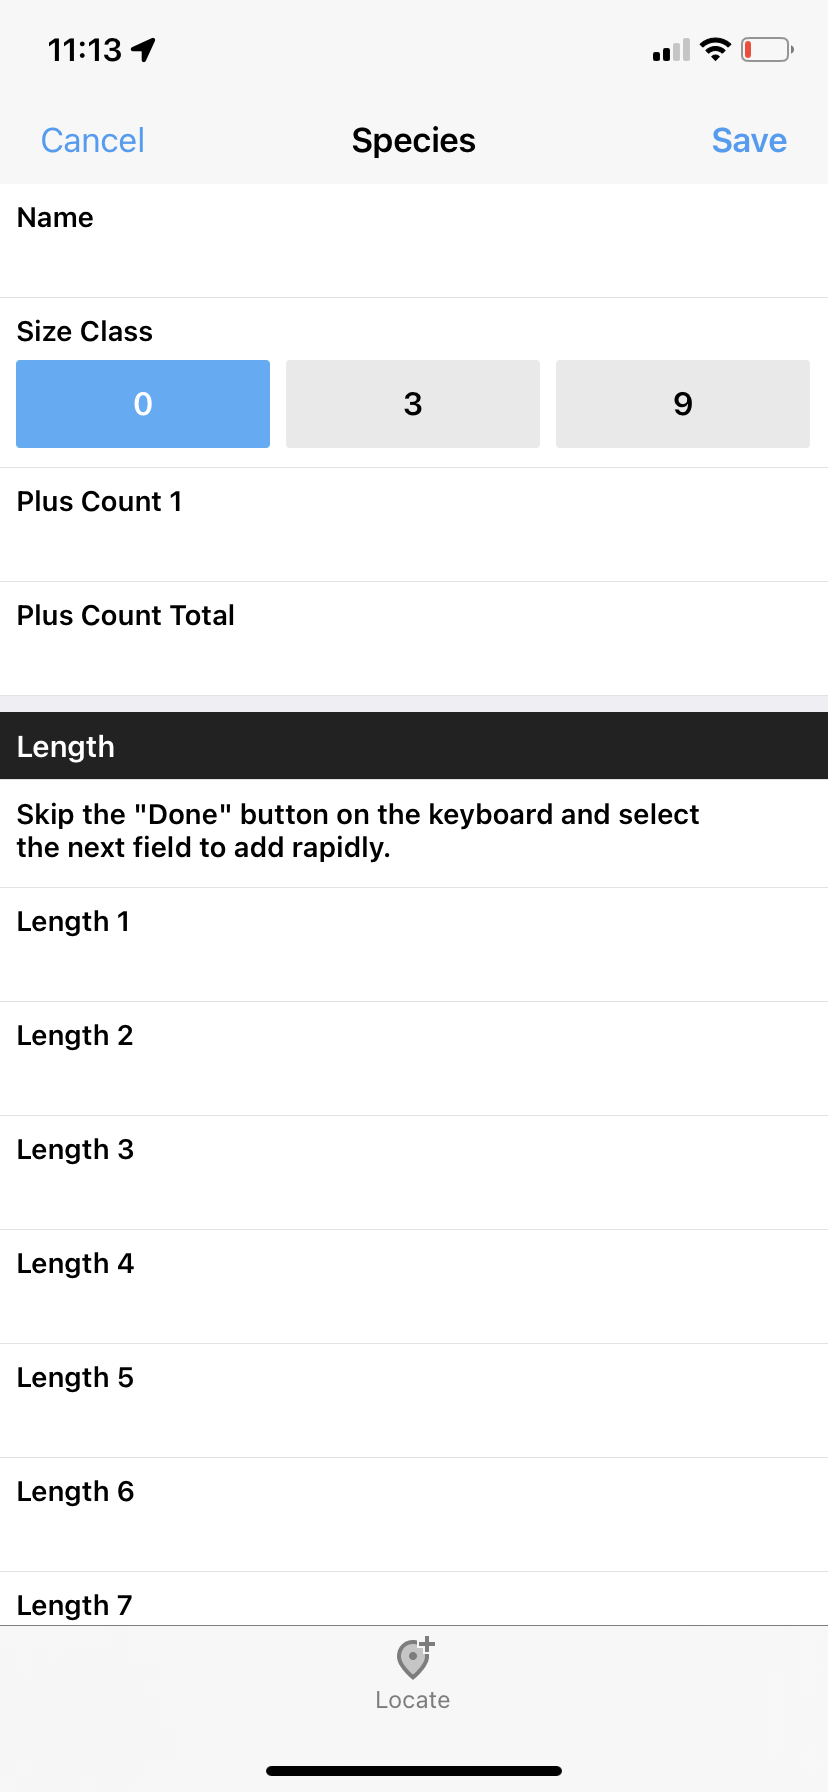 11:13
Cancel Species Save
Name
Size Class
0 3 9
Plus Count 1
Plus Count Total
Length
Skip the "Done" button on the keyboard and select
the next field to add rapidly.
Length 1
Length 2
Length 3
Length 4
Length 5
Length 6
Length 7
Locate